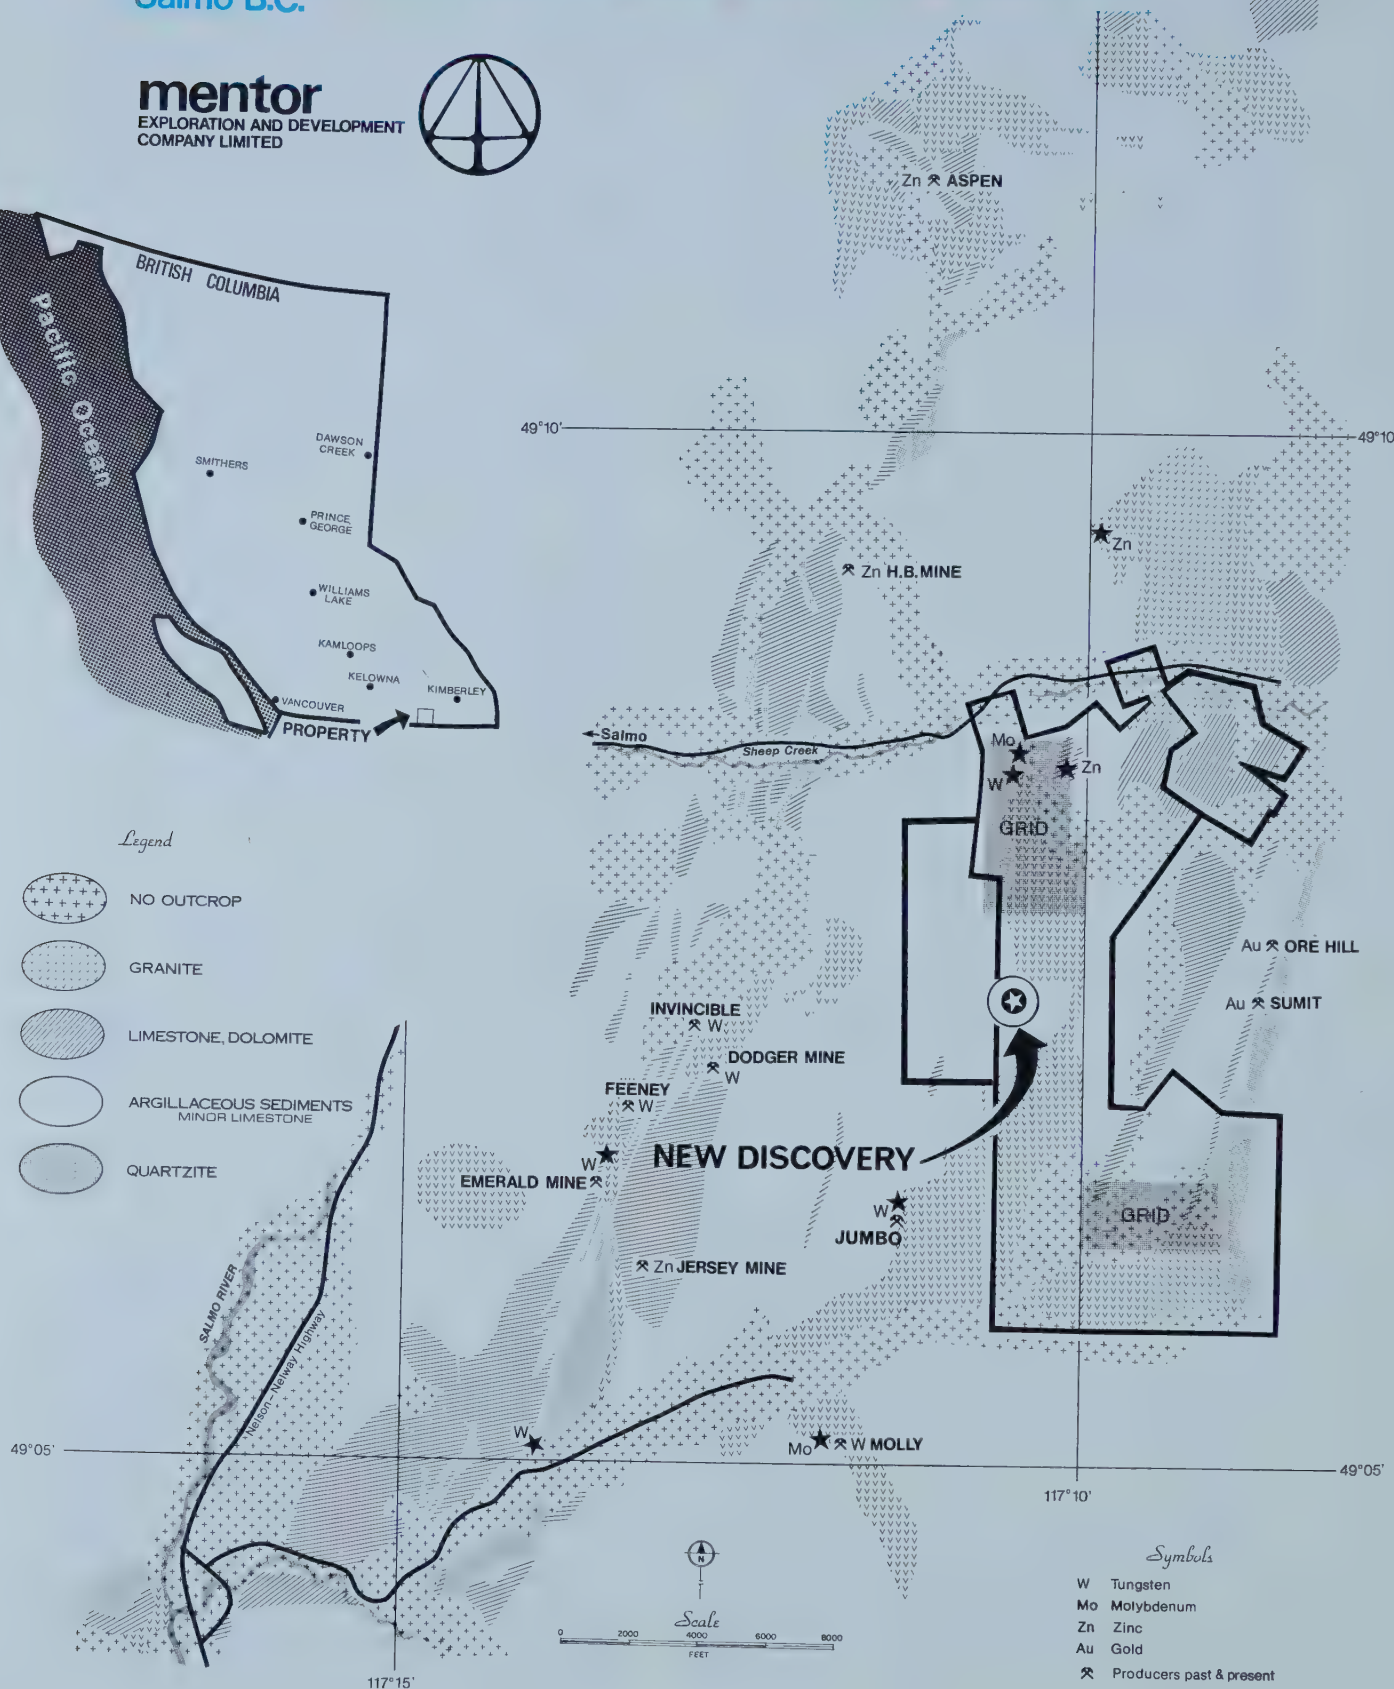 Salmo B.C.
mentor
EXPLORATION AND DEVELOPMENT
COMPANY LIMITED
BRITISH COLUMBIA
Pacific Ocean
DAWSON
CREEK
SMITHERS
PRINCE
GEORGE
WILLIAMS
LAKE
KAMLOOPS
KELOWNA
KIMBERLEY
VANCOUVER
PROPERTY
Zn ASPEN
49°10'
49°10
Zn
Zn H.B. MINE
Salmo
Sheep Creek
Mo
W
Zn
GRID
Au ORE HILL
Au SUMIT
INVINCIBLE
W
DODGER MINE
W
FEENEY
W
NEW DISCOVERY
W
EMERALD MINE
W
JUMBO
GRID
Zn JERSEY MINE
SALMO RIVER
Nelson-Nelway Highway
W
Mo W MOLLY
49°05'
49°05'
117°10'
117°15'
Legend
NO OUTCROP
GRANITE
LIMESTONE, DOLOMITE
ARGILLACEOUS SEDIMENTS
MINOR LIMESTONE
QUARTZITE
N
Scale
0 2000 4000 6000 8000
FEET
Symbols
W Tungsten
Mo Molybdenum
Zn Zinc
Au Gold
Producers past & present